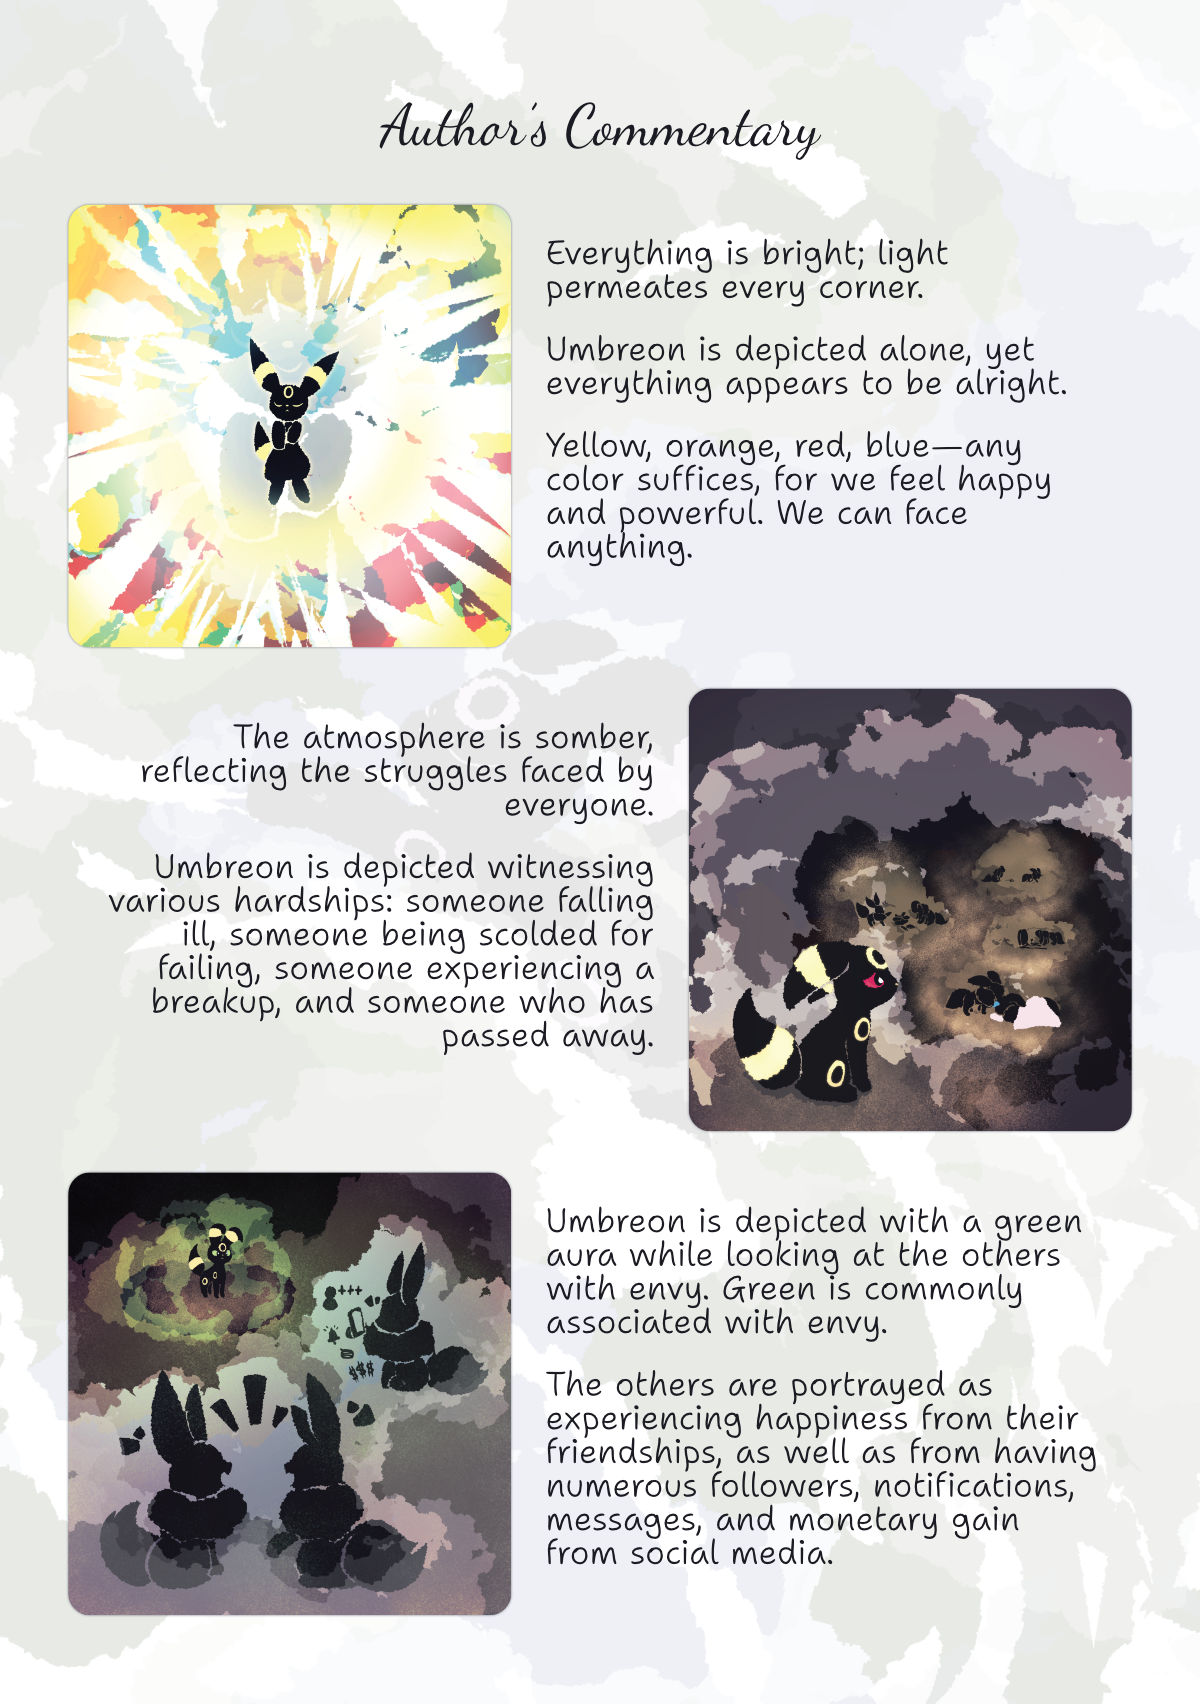 Author's Commentary
Everything is bright; light
permeates every corner.
Umbreon is depicted alone, yet
everything appears to be alright.
Yellow, orange, red, blue—any
color suffices, for we feel happy
and powerful. We can face
anything.
The atmosphere is somber,
reflecting the struggles faced by
everyone.
Umbreon is depicted witnessing
various hardships: someone falling
ill, someone being scolded for
failing, someone experiencing a
breakup, and someone who has
passed away.
+++
$$$
Umbreon is depicted with a green
aura while looking at the others
with envy. Green is commonly
associated with envy.
The others are portrayed as
experiencing happiness from their
friendships, as well as from having
numerous followers, notifications,
messages, and monetary gain
from social media.